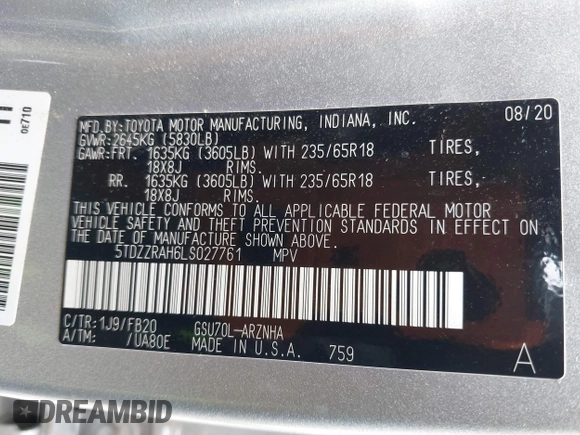 MFD.BY:TOYOTA MOTOR MANUFACTURING, INDIANA, INC. 08/20
GVWR:2645KG (5830LB)
GAWR:FRT. 1635KG (3605LB) WITH 235/65R18 TIRES,
18X8J RIMS.
RR. 1635KG (3605LB) WITH 235/65R18 TIRES,
18X8J RIMS.
THIS VEHICLE CONFORMS TO ALL APPLICABLE FEDERAL MOTOR
VEHICLE SAFETY AND THEFT PREVENTION STANDARDS IN EFFECT ON
THE DATE OF MANUFACTURE SHOWN ABOVE.
5TDZZRAH6LS027761 MPV
C/TR:1J9/FB20 GSU70L-ARZNHA
A/TM: /UA80E MADE IN U.S.A. 759 A
0E710
DREAMBID